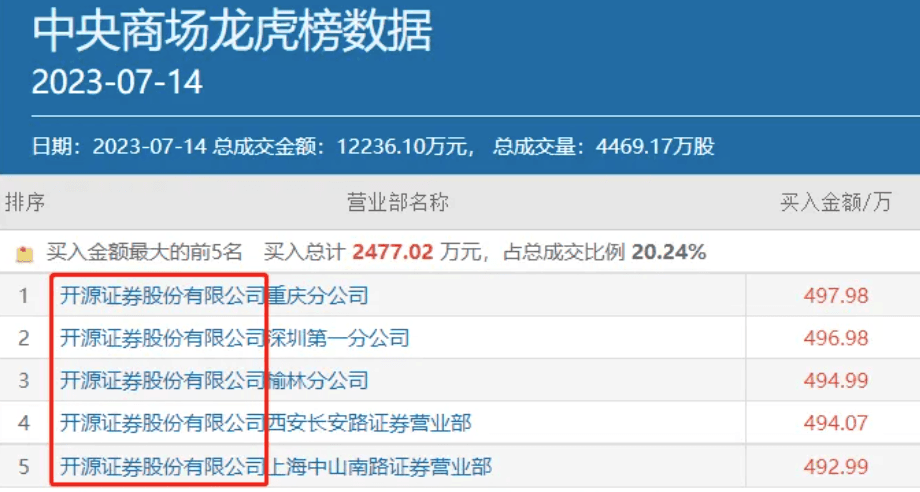 中央商场龙虎榜数据
2023-07-14
日期：2023-07-14 总成交金额：12236.10万元， 总成交量：4469.17万股
排序 营业部名称 买入金额/万
买入金额最大的前5名 买入总计 2477.02 万元，占总成交比例 20.24%
1 开源证券股份有限公司重庆分公司 497.98
2 开源证券股份有限公司深圳第一分公司 496.98
3 开源证券股份有限公司榆林分公司 494.99
4 开源证券股份有限公司西安长安路证券营业部 494.07
5 开源证券股份有限公司上海中山南路证券营业部 492.99